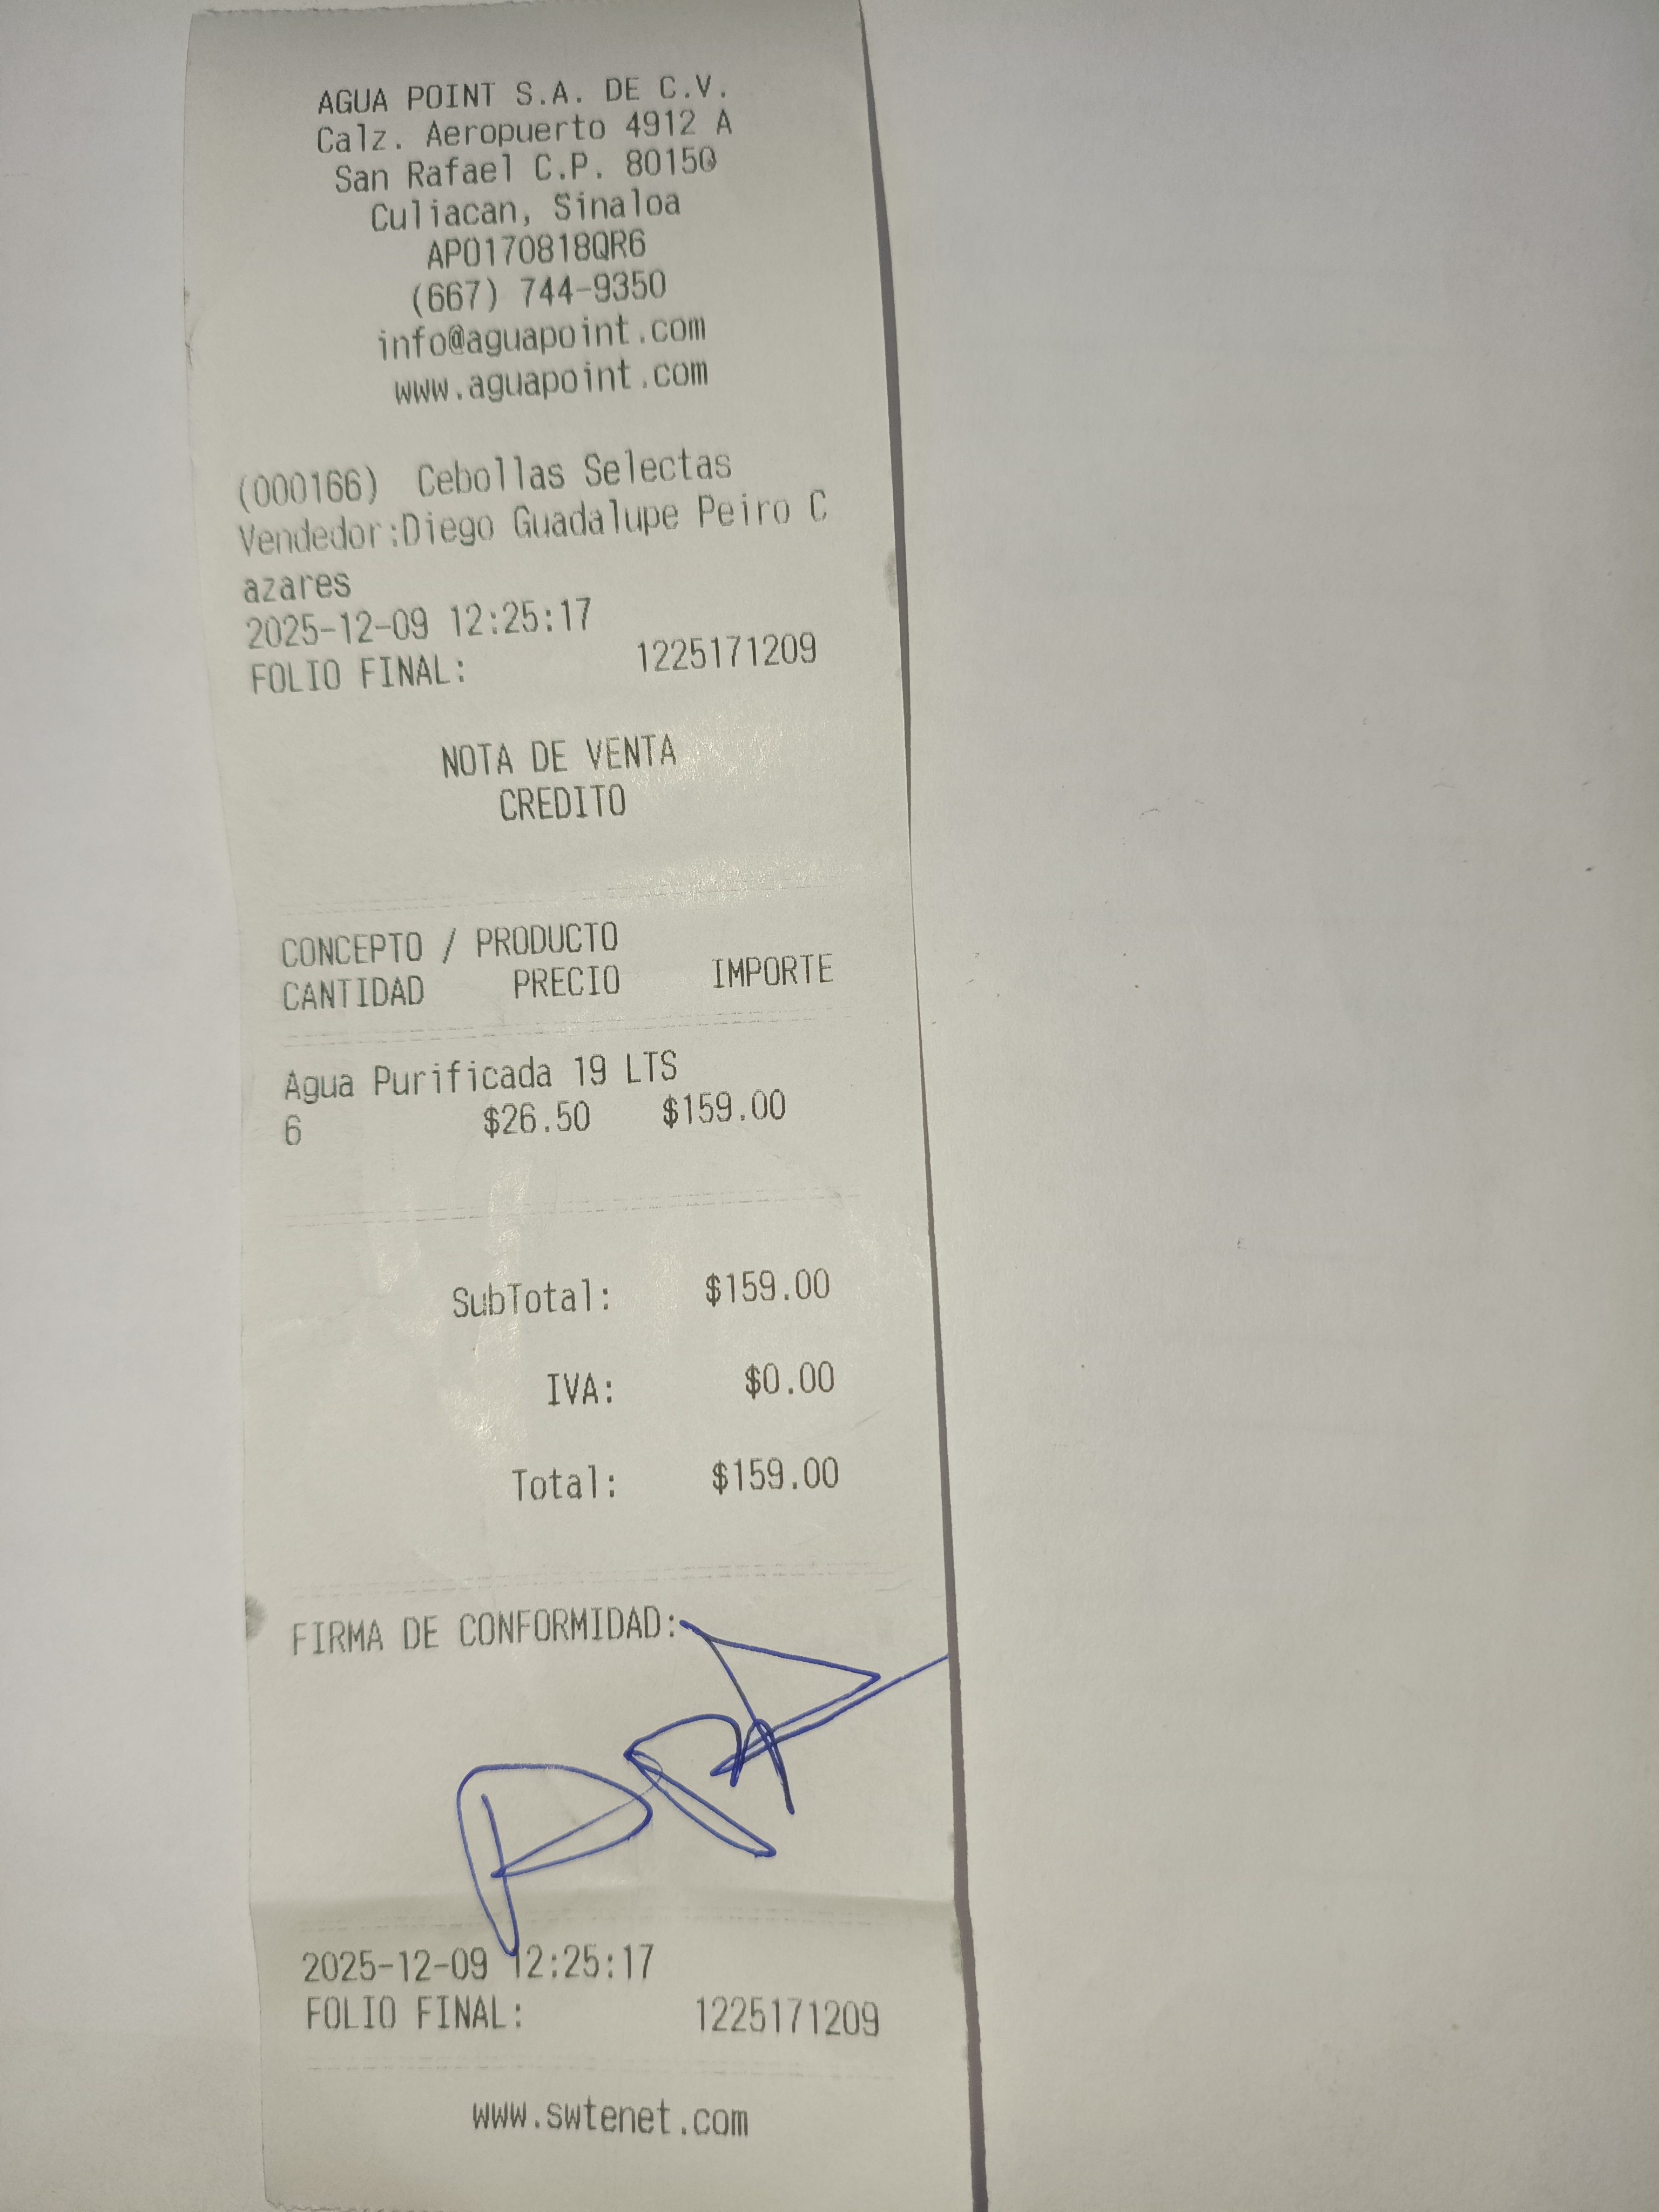 AGUA POINT S.A. DE C.V.
Calz. Aeropuerto 4912 A
San Rafael C.P. 80150
Culiacan, Sinaloa
APO170818QR6
(667) 744-9350
info@aguapoint.com
www.aguapoint.com
(000166) Cebollas Selectas
Vendedor:Diego Guadalupe Peiro C
azares
2025-12-09 12:25:17
FOLIO FINAL: 1225171209
NOTA DE VENTA
CREDITO
CONCEPTO / PRODUCTO
CANTIDAD PRECIO IMPORTE
Agua Purificada 19 LTS
6 $26.50 $159.00
SubTotal: $159.00
IVA: $0.00
Total: $159.00
FIRMA DE CONFORMIDAD:
2025-12-09 12:25:17
FOLIO FINAL: 1225171209
www.swtenet.com